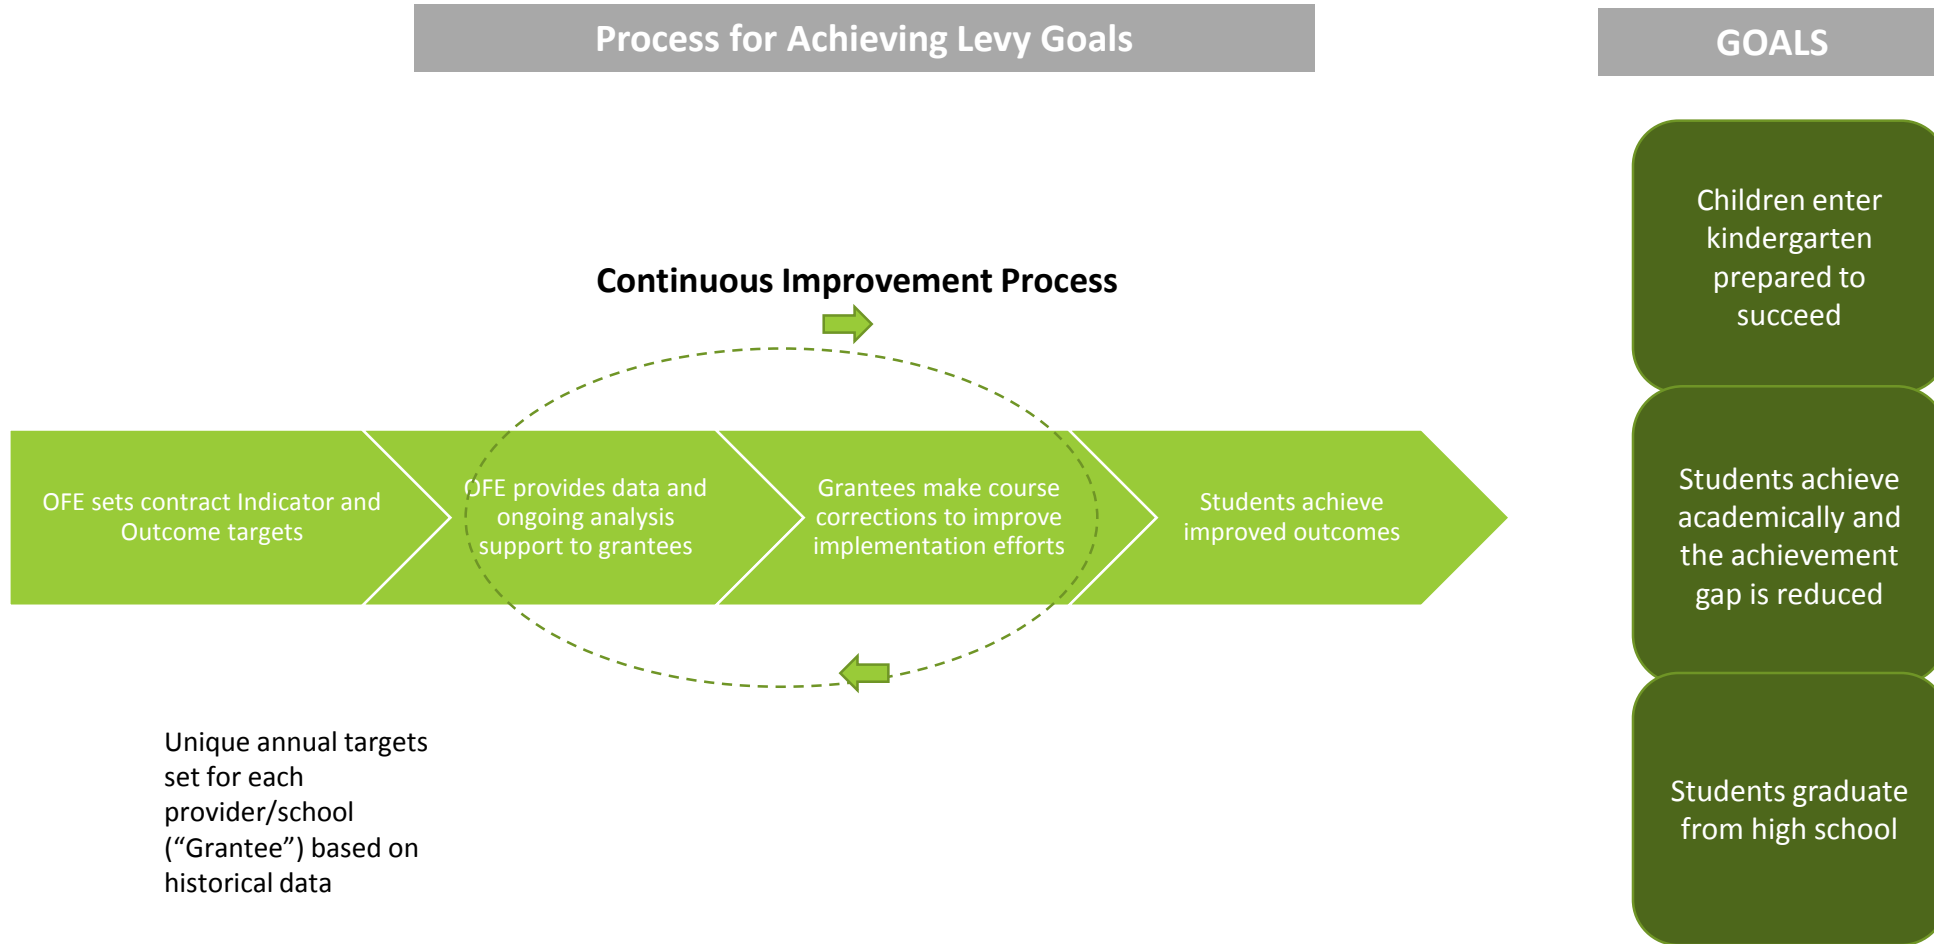 Process for Achieving Levy Goals
GOALS
Continuous Improvement Process
OFE sets contract Indicator and
Outcome targets
OFE provides data and
ongoing analysis
support to grantees
Grantees make course
corrections to improve
implementation efforts
Students achieve
improved outcomes
Unique annual targets
set for each
provider/school
(“Grantee”) based on
historical data
Children enter
kindergarten
prepared to
succeed
Students achieve
academically and
the achievement
gap is reduced
Students graduate
from high school